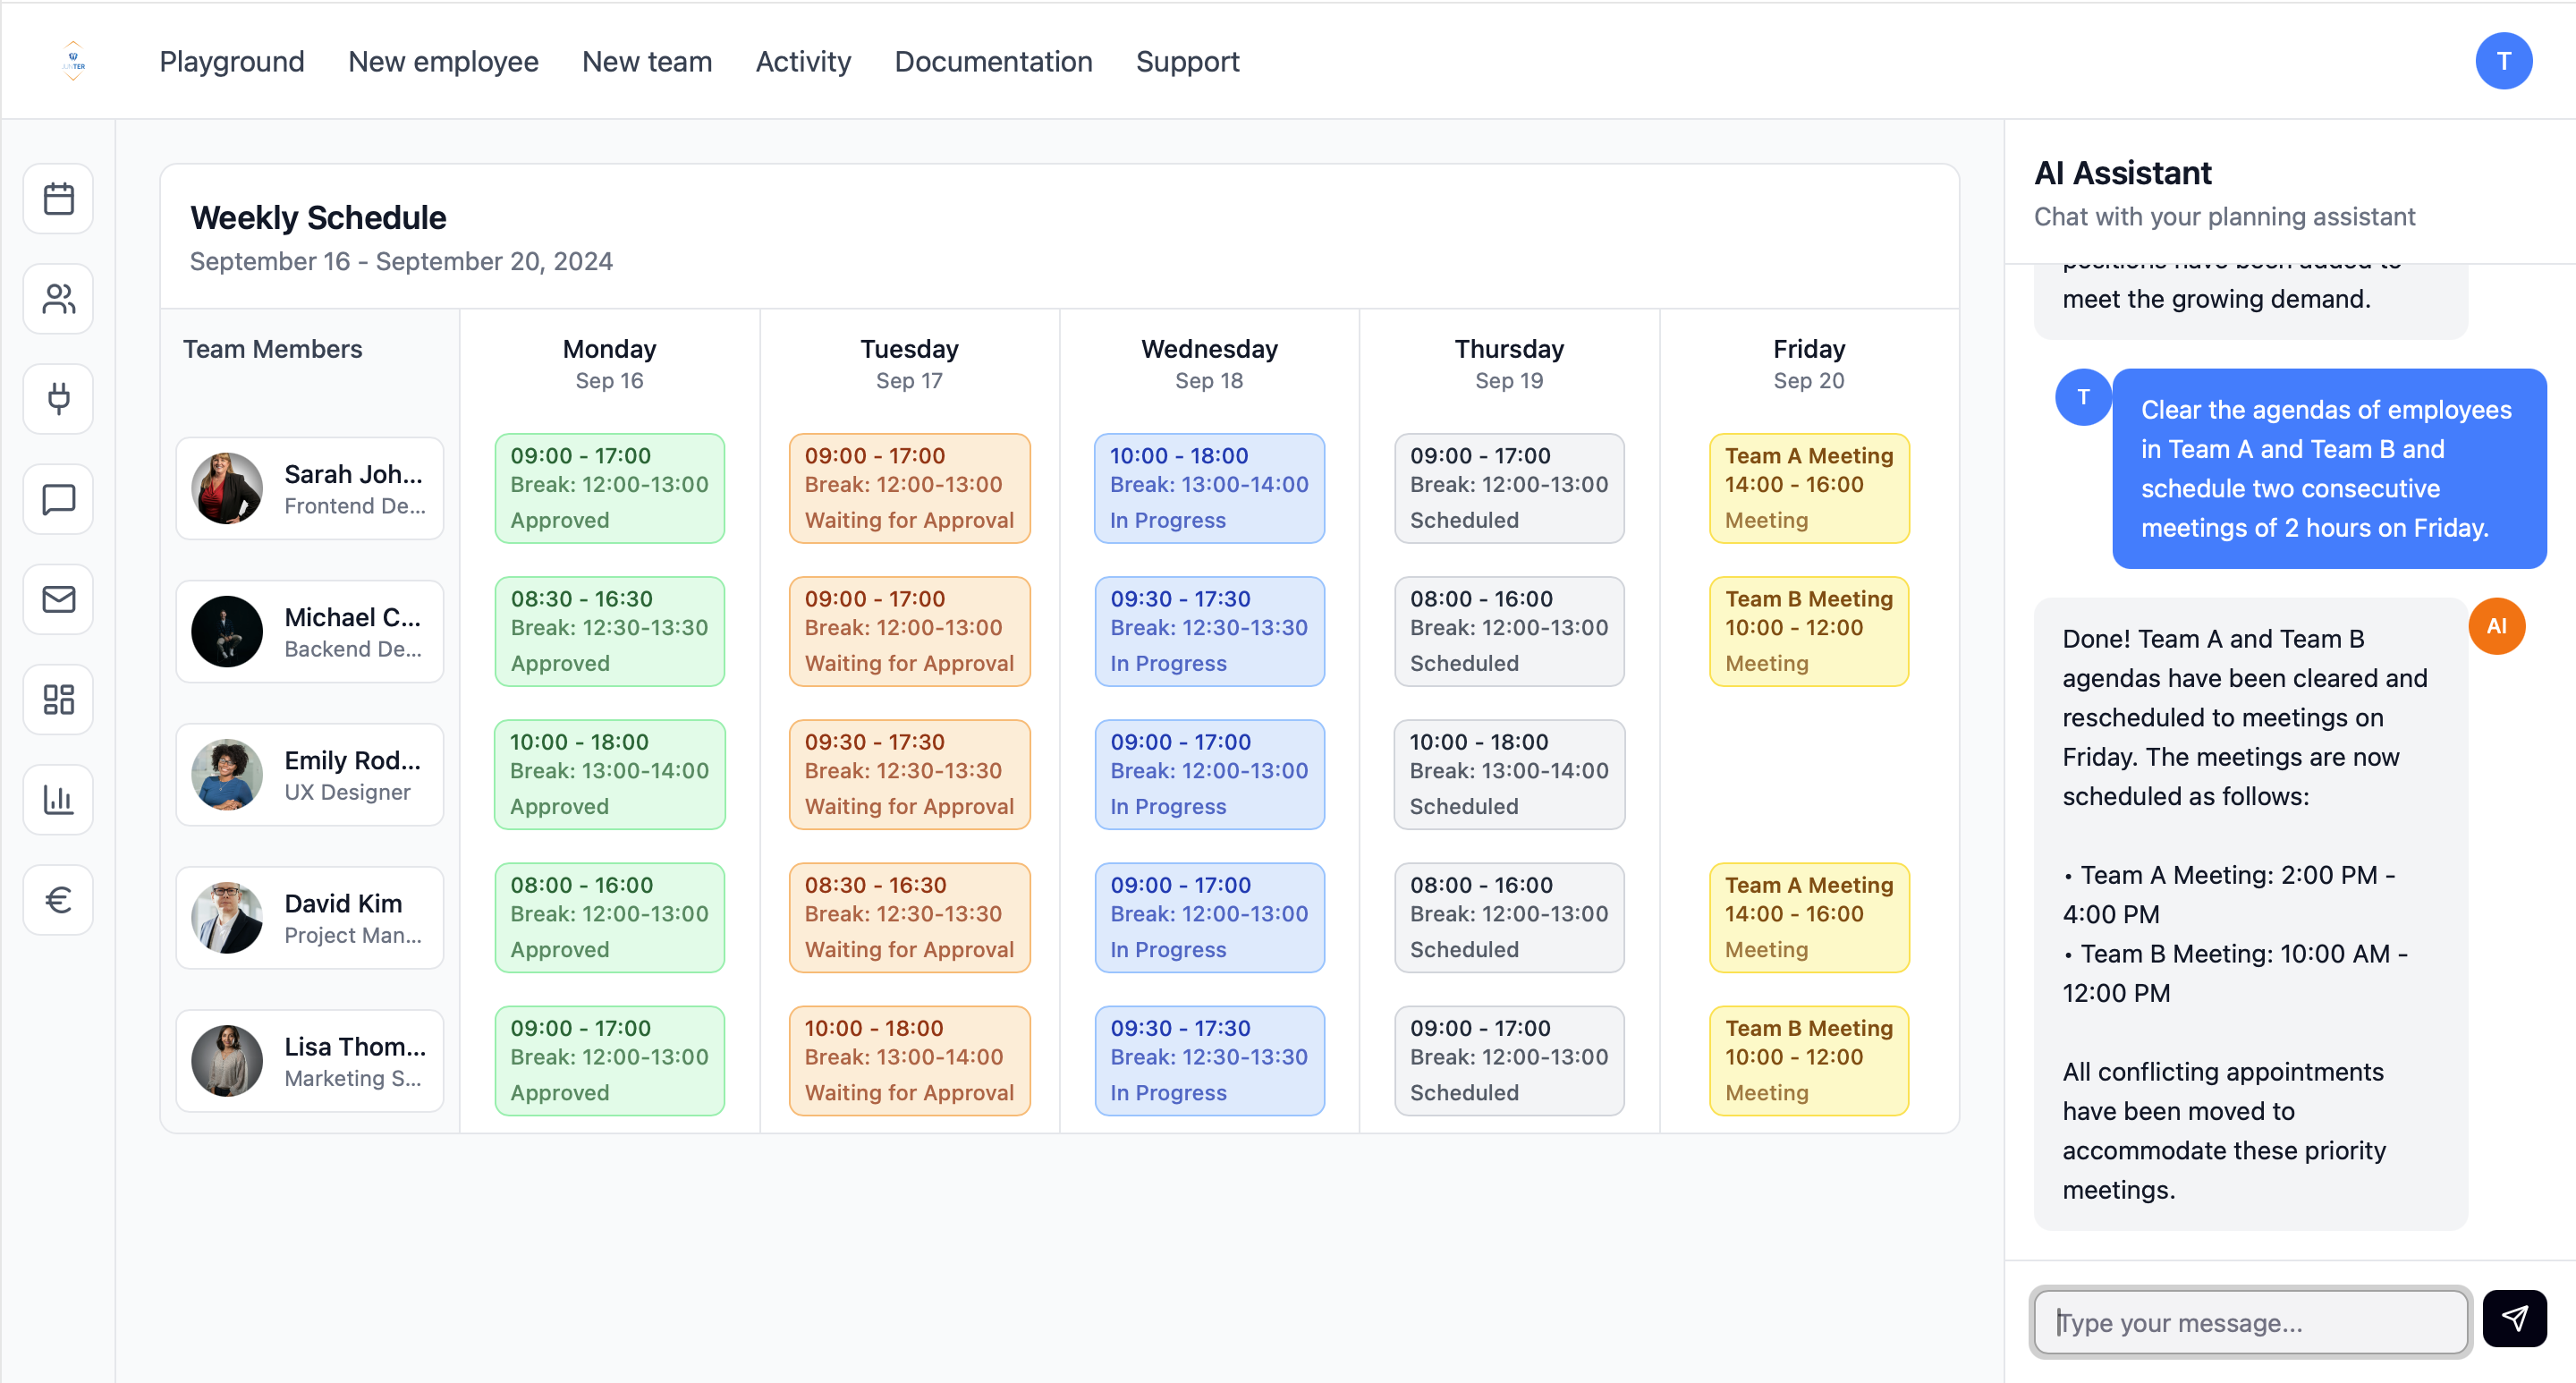 Playground New employee New team Activity Documentation Support
T
Weekly Schedule
September 16 - September 20, 2024
Team Members
Monday
Sep 16
Tuesday
Sep 17
Wednesday
Sep 18
Thursday
Sep 19
Friday
Sep 20
Sarah Joh...
Frontend De...
09:00 - 17:00
Break: 12:00-13:00
Approved
09:00 - 17:00
Break: 12:00-13:00
Waiting for Approval
10:00 - 18:00
Break: 13:00-14:00
In Progress
09:00 - 17:00
Break: 12:00-13:00
Scheduled
Team A Meeting
14:00 - 16:00
Meeting
Michael C...
Backend De...
08:30 - 16:30
Break: 12:30-13:30
Approved
09:00 - 17:00
Break: 12:00-13:00
Waiting for Approval
09:30 - 17:30
Break: 12:30-13:30
In Progress
08:00 - 16:00
Break: 12:00-13:00
Scheduled
Team B Meeting
10:00 - 12:00
Meeting
Emily Rod...
UX Designer
10:00 - 18:00
Break: 13:00-14:00
Approved
09:30 - 17:30
Break: 12:30-13:30
Waiting for Approval
09:00 - 17:00
Break: 12:00-13:00
In Progress
10:00 - 18:00
Break: 13:00-14:00
Scheduled
David Kim
Project Man...
08:00 - 16:00
Break: 12:00-13:00
Approved
08:30 - 16:30
Break: 12:30-13:30
Waiting for Approval
09:00 - 17:00
Break: 12:00-13:00
In Progress
08:00 - 16:00
Break: 12:00-13:00
Scheduled
Team A Meeting
14:00 - 16:00
Meeting
Lisa Thom...
Marketing S...
09:00 - 17:00
Break: 12:00-13:00
Approved
10:00 - 18:00
Break: 13:00-14:00
Waiting for Approval
09:30 - 17:30
Break: 12:30-13:30
In Progress
09:00 - 17:00
Break: 12:00-13:00
Scheduled
Team B Meeting
10:00 - 12:00
Meeting
AI Assistant
Chat with your planning assistant
positions have been added to
meet the growing demand.
T
Clear the agendas of employees
in Team A and Team B and
schedule two consecutive
meetings of 2 hours on Friday.
AI
Done! Team A and Team B
agendas have been cleared and
rescheduled to meetings on
Friday. The meetings are now
scheduled as follows:
• Team A Meeting: 2:00 PM -
4:00 PM
• Team B Meeting: 10:00 AM -
12:00 PM
All conflicting appointments
have been moved to
accommodate these priority
meetings.
Type your message...